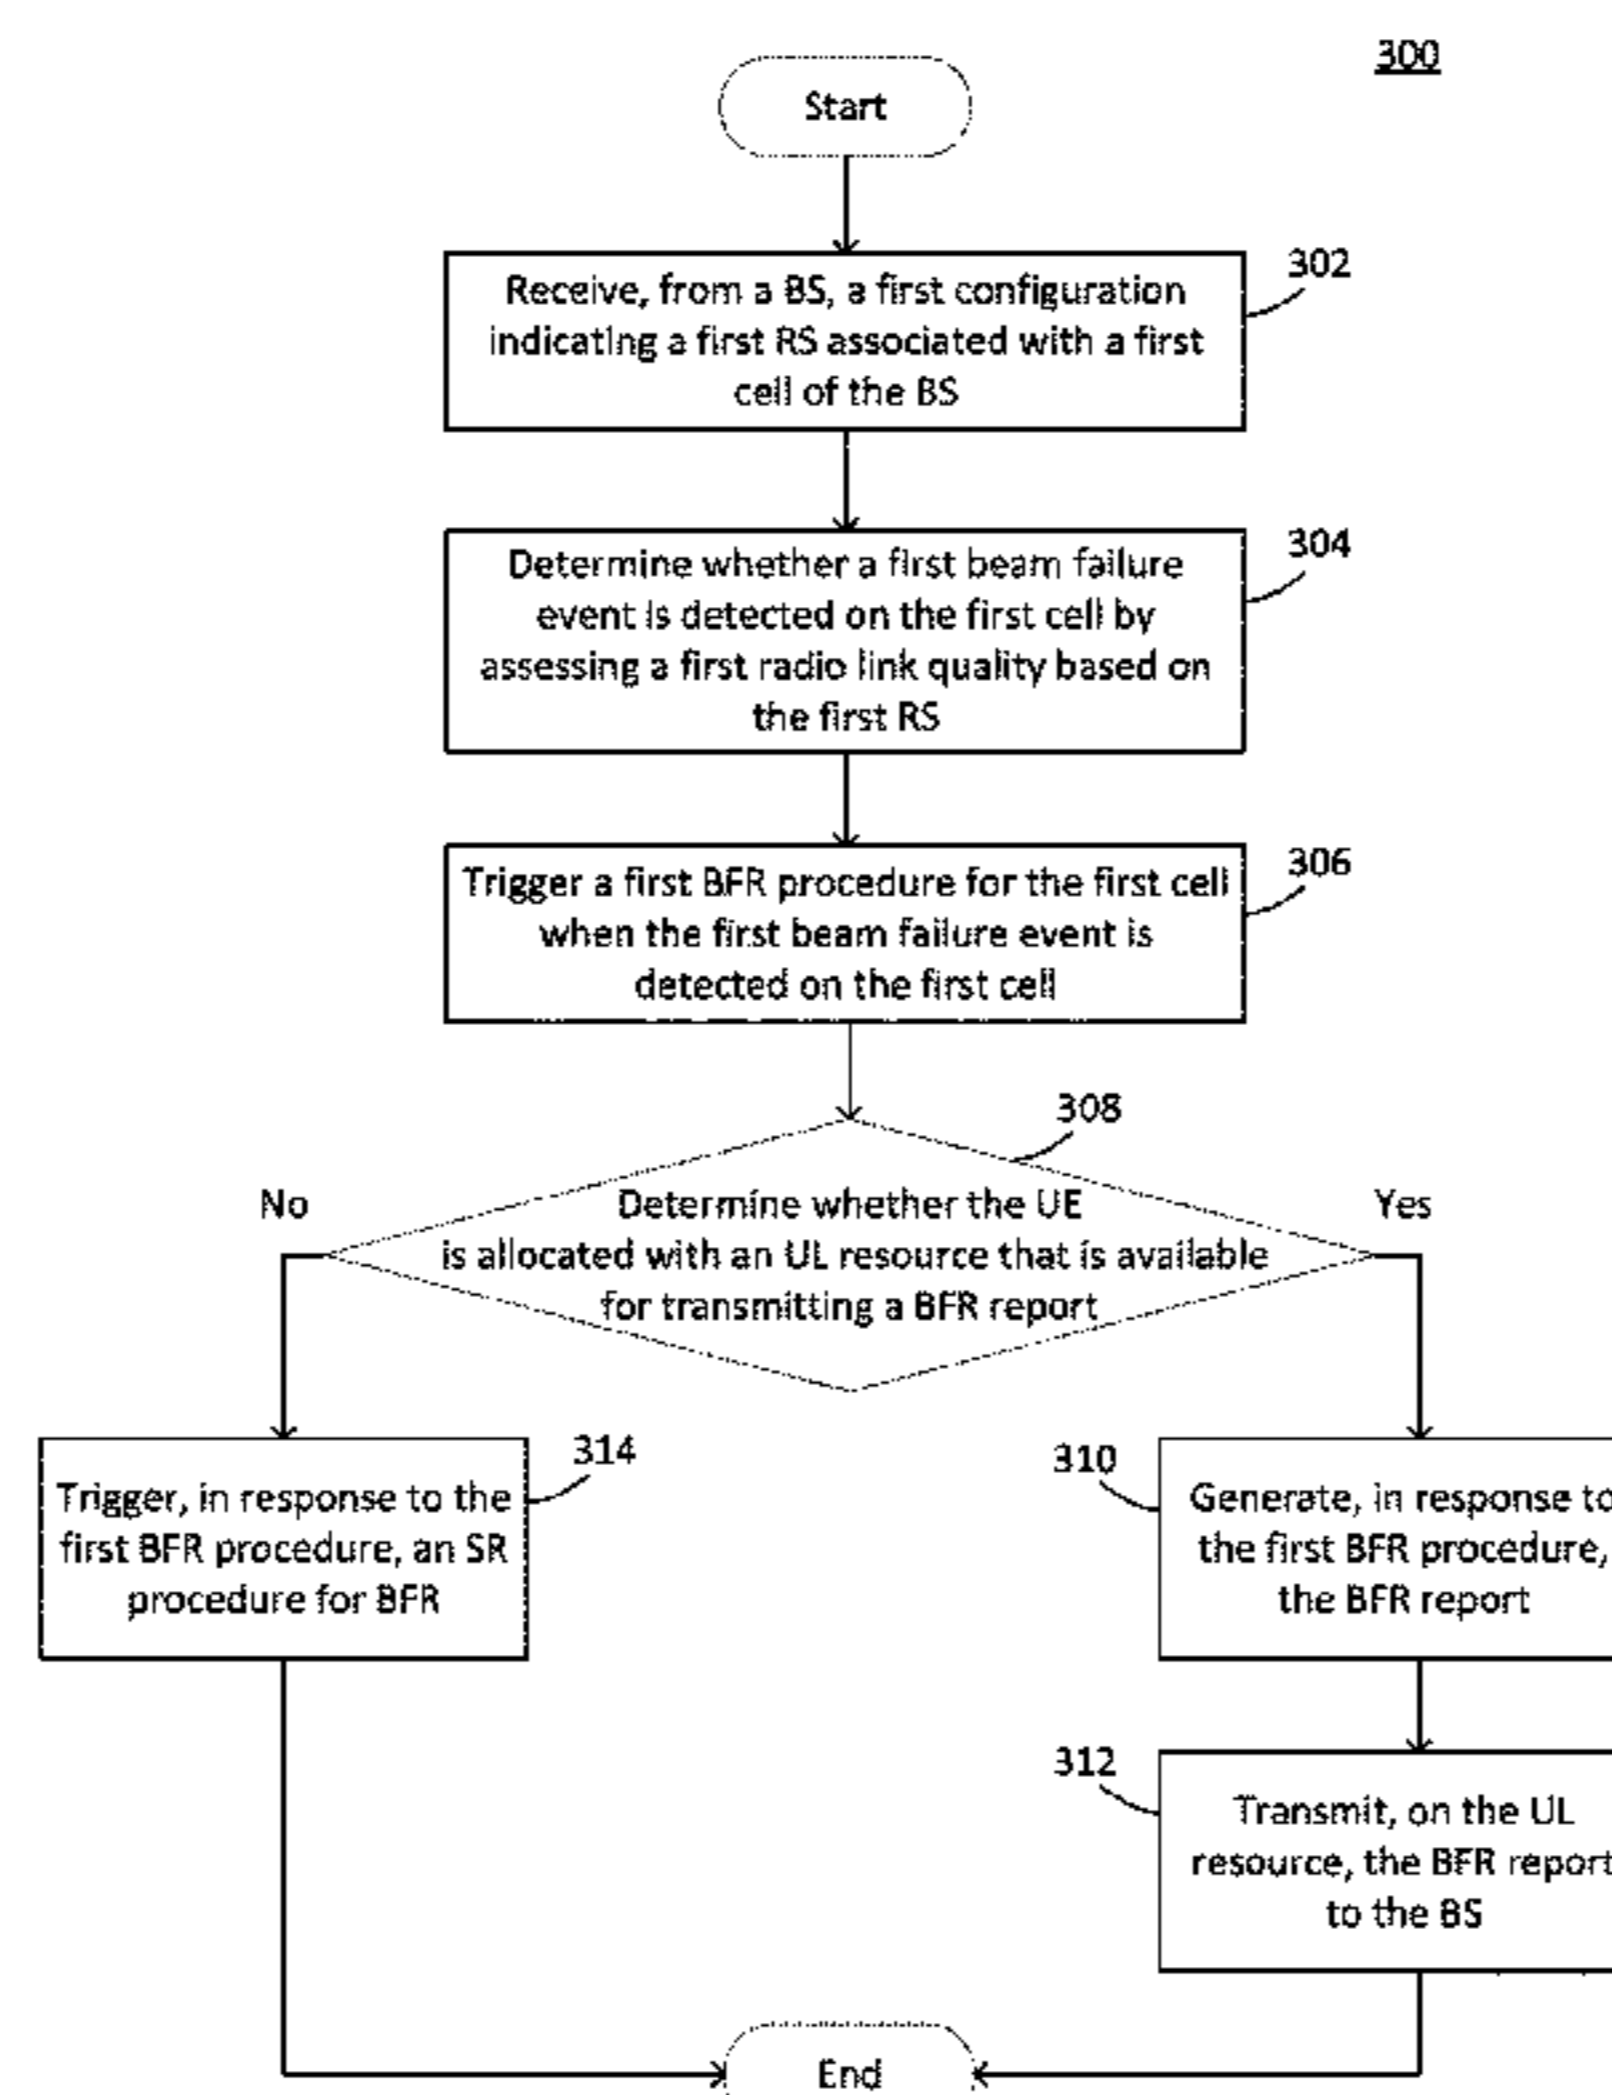 300
Start
302
Receive, from a BS, a first configuration
indicating a first RS associated with a first
cell of the BS
304
Determine whether a first beam failure
event is detected on the first cell by
assessing a first radio link quality based on
the first RS
306
Trigger a first BFR procedure for the first cell
when the first beam failure event is
detected on the first cell
308
No
Yes
Determine whether the UE
is allocated with an UL resource that is available
for transmitting a BFR report
314
Trigger, in response to the
first BFR procedure, an SR
procedure for BFR
310
Generate, in response to
the first BFR procedure,
the BFR report
312
Transmit, on the UL
resource, the BFR report
to the BS
End